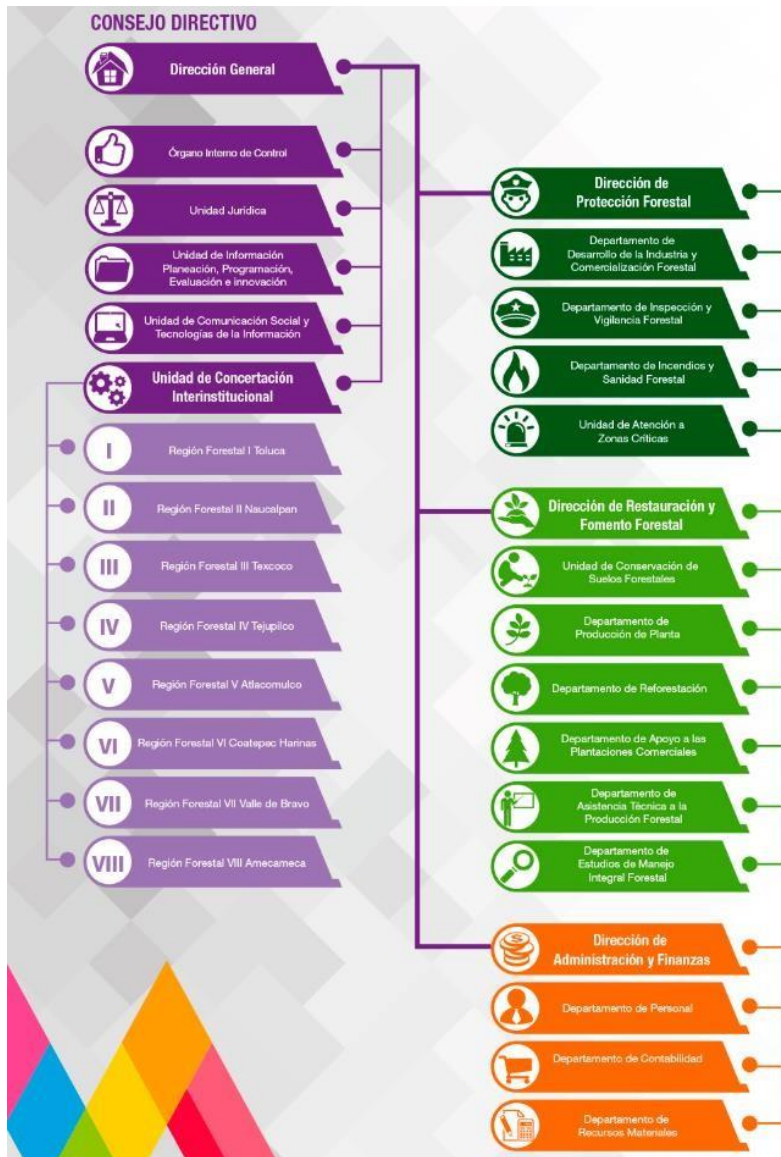 CONSEJO DIRECTIVO
Dirección General
Órgano Interno de Control
Unidad Jurídica
Unidad de Información
Planeación, Programación,
Evaluación e innovación
Unidad de Comunicación Social y
Tecnologías de la Información
Unidad de Concertación
Interinstitucional
I
Región Forestal I Toluca
II
Región Forestal II Naucalpan
III
Región Forestal III Texcoco
IV
Región Forestal IV Tejupilco
V
Región Forestal V Atlacomulco
VI
Región Forestal VI Coatepec Harinas
VII
Región Forestal VII Valle de Bravo
VIII
Región Forestal VIII Amecameca
Dirección de
Protección Forestal
Departamento de
Desarrollo de la Industria y
Comercialización Forestal
Departamento de Inspección y
Vigilancia Forestal
Departamento de Incendios y
Sanidad Forestal
Unidad de Atención a
Zonas Críticas
Dirección de Restauración y
Fomento Forestal
Unidad de Conservación de
Suelos Forestales
Departamento de
Producción de Planta
Departamento de Reforestación
Departamento de Apoyo a las
Plantaciones Comerciales
Departamento de
Asistencia Técnica a la
Producción Forestal
Departamento de
Estudios de Manejo
Integral Forestal
Dirección de
Administración y Finanzas
Departamento de Personal
Departamento de Contabilidad
Departamento de
Recursos Materiales